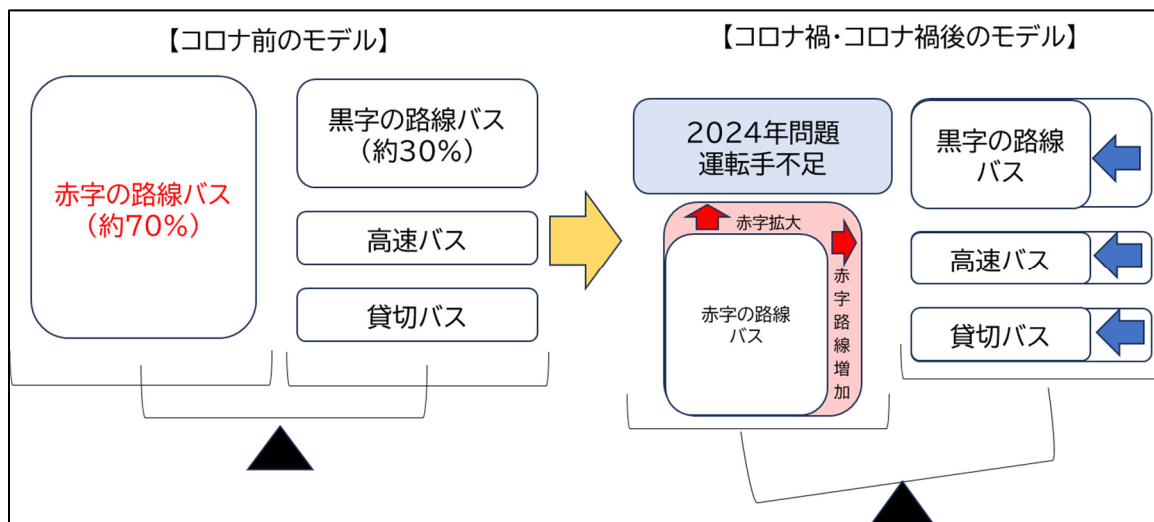 【コロナ前のモデル】
赤字の路線バス
(約70%)
黒字の路線バス
(約30%)
高速バス
貸切バス
【コロナ禍・コロナ禍後のモデル】
2024年問題
運転手不足
赤字拡大
赤字路線増加
赤字の路線
バス
黒字の路線
バス
高速バス
貸切バス